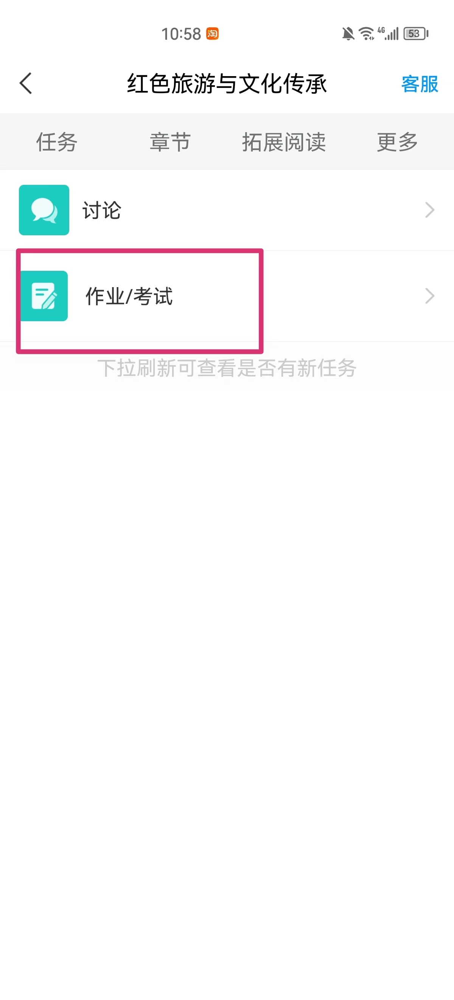 10:58 淘 4G 53
红色旅游与文化传承 客服
任务 章节 拓展阅读 更多
讨论
作业/考试
下拉刷新可查看是否有新任务